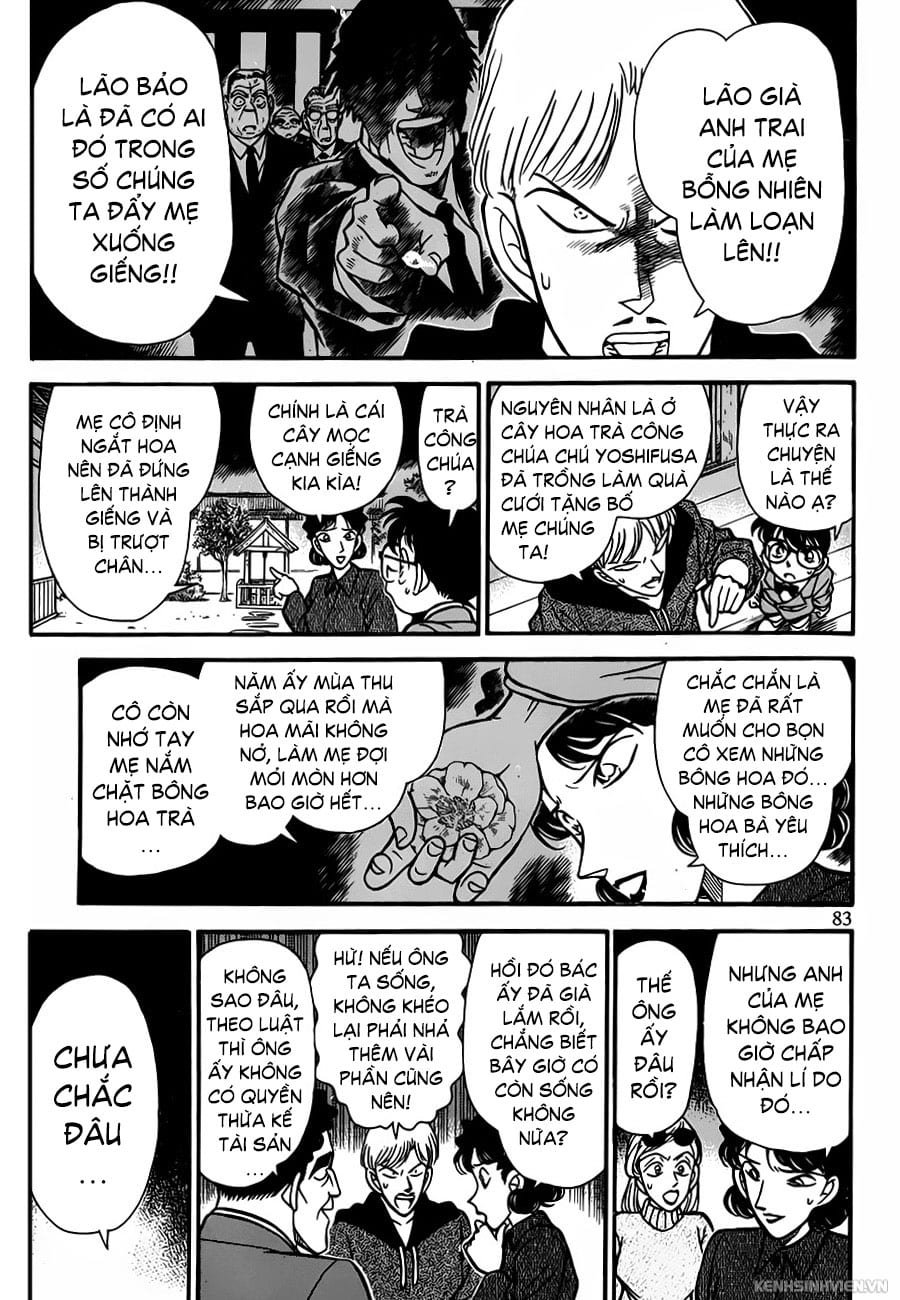 LÃO GIÀ
ANH TRAI
CỦA MẸ
BỖNG NHIÊN
LÀM LOẠN
LÊN!!
LÃO BẢO
LÀ ĐÃ CÓ AI
ĐÓ TRONG
SỐ CHÚNG
TA ĐẨY MẸ
XUỐNG
GIẾNG!!
VẬY
THỰC RA
CHUYỆN
LÀ THẾ
NÀO Ạ?
NGUYÊN NHÂN LÀ Ở
CÂY HOA TRÀ CÔNG
CHÚA CHÚ YOSHIFUSA
ĐÃ TRỒNG LÀM QUÀ
CƯỚI TẶNG BỐ
MẸ CHÚNG
TA!
TRÀ
CÔNG
CHÚA
?
CHÍNH LÀ CÁI
CÂY MỌC
CẠNH GIẾNG
KIA KÌA!
MẸ CÔ ĐỊNH
NGẮT HOA
NÊN ĐÃ ĐỨNG
LÊN THÀNH
GIẾNG VÀ
BỊ TRƯỢT
CHÂN...
CHẮC CHẮN LÀ
MẸ ĐÃ RẤT
MUỐN CHO BỌN
CÔ XEM NHỮNG
BÔNG HOA ĐÓ...
NHỮNG BÔNG
HOA BÀ YÊU
THÍCH...
NĂM ẤY MÙA THU
SẮP QUA RỒI MÀ
HOA MÃI KHÔNG
NỞ, LÀM MẸ ĐỢI
MỎI MÒN HƠN
BAO GIỜ HẾT...
CÔ CÒN
NHỚ TAY
MẸ NẮM
CHẶT BÔNG
HOA TRÀ
...
83
NHƯNG ANH
CỦA MẸ
KHÔNG BAO
GIỜ CHẤP
NHẬN LÍ DO
ĐÓ...
THẾ
ÔNG
ẤY
ĐÂU
RỒI?
HỒI ĐÓ BÁC
ẤY ĐÃ GIÀ
LẮM RỒI,
CHẲNG BIẾT
BÂY GIỜ CÓ
CÒN SỐNG
KHÔNG
NỮA?
HỪ! NẾU ÔNG
TA SỐNG,
KHÔNG KHÉO
LẠI PHẢI NHẢ
THÊM VÀI
PHẦN CŨNG
NÊN!
KHÔNG
SAO ĐÂU,
THEO LUẬT
THÌ ÔNG
ẤY KHÔNG
CÓ QUYỀN
THỪA KẾ
TÀI SẢN
...
CHƯA
CHẮC
ĐÂU
...
KENHSINHVIEN.VN